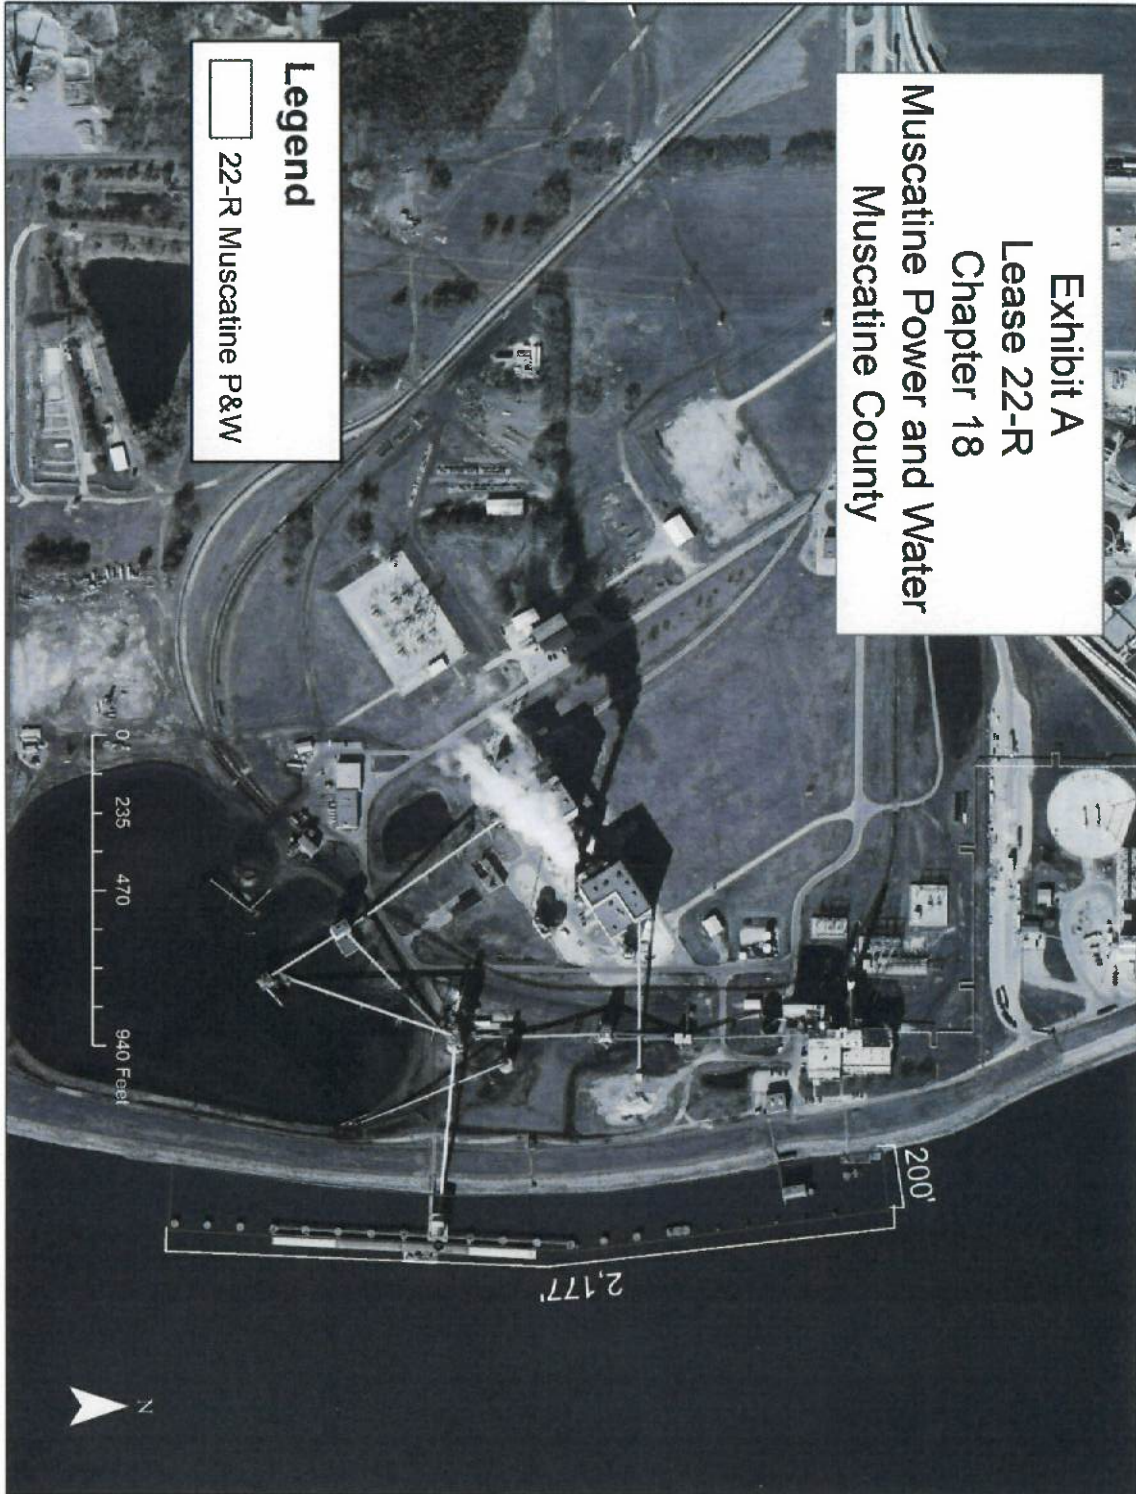 Exhibit A
Lease 22-R
Chapter 18
Muscatine Power and Water
Muscatine County
Legend
22-R Muscatine P&W
200'
2,177'
0 235 470 940 Feet
N